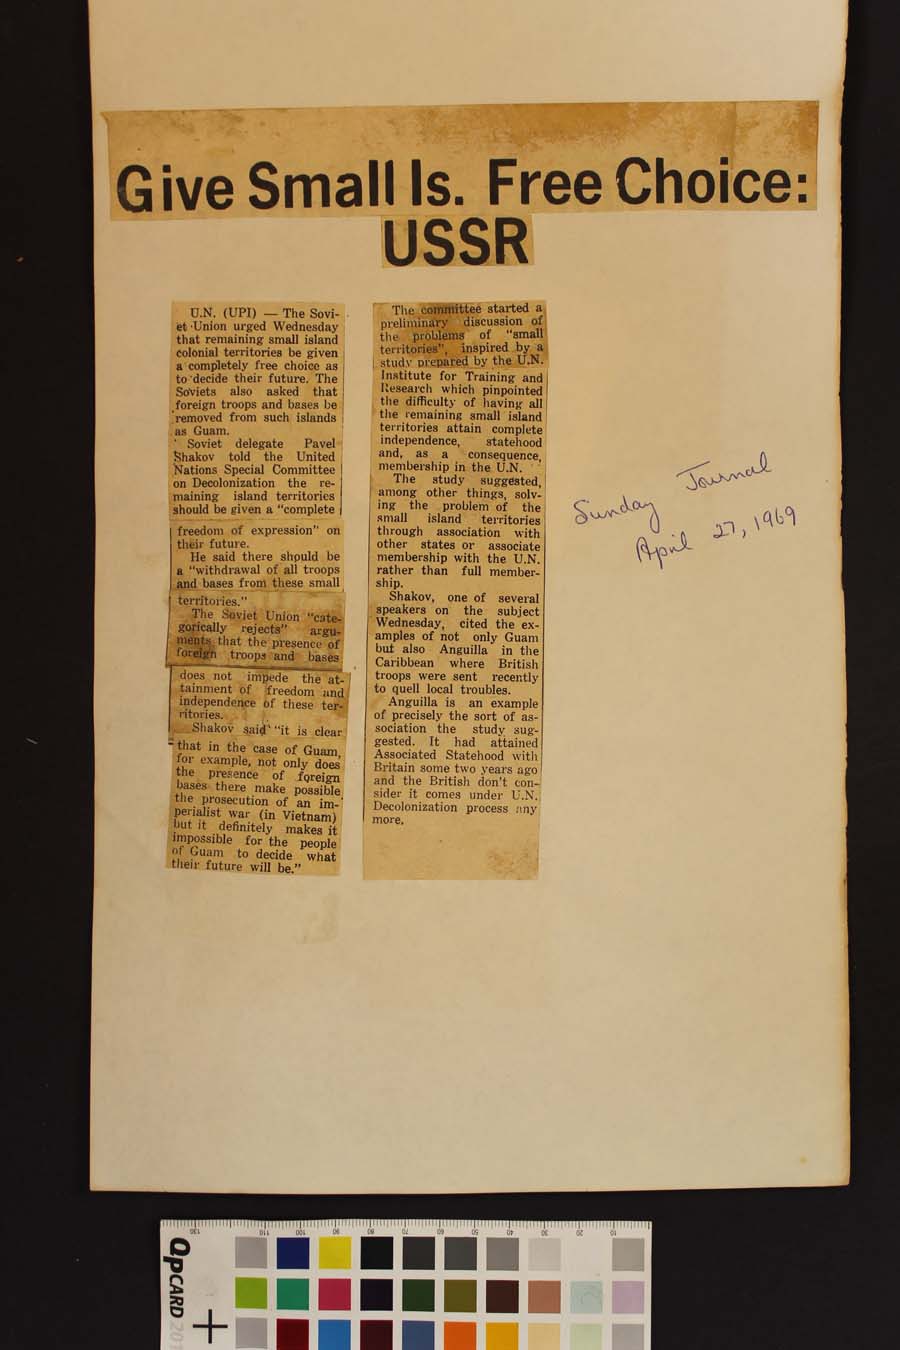 Give Small Is. Free Choice:
USSR
U.N. (UPI) — The Sovi-
et Union urged Wednesday
that remaining small island
colonial territories be given
a completely free choice as
to decide their future. The
Soviets also asked that
foreign troops and bases be
removed from such islands
as Guam.
Soviet delegate Pavel
Shakov told the United
Nations Special Committee
on Decolonization the re-
maining island territories
should be given a "complete
freedom of expression" on
their future.
He said there should be
a "withdrawal of all troops
and bases from these small
territories."
The Soviet Union "cate-
gorically rejects" argu-
ments that the presence of
foreign troops and bases
does not impede the at-
tainment of freedom and
independence of these ter-
ritories.
Shakov said "it is clear
that in the case of Guam,
for example, not only does
the presence of foreign
bases there make possible
the prosecution of an im-
perialist war (in Vietnam)
but it definitely makes it
impossible for the people
of Guam to decide what
their future will be."
The committee started a
preliminary discussion of
the problems of "small
territories", inspired by a
study prepared by the U.N.
Institute for Training and
Research which pinpointed
the difficulty of having all
the remaining small island
territories attain complete
independence, statehood
and, as a consequence,
membership in the U.N.
The study suggested,
among other things, solv-
ing the problem of the
small island territories
through association with
other states or associate
membership with the U.N.
rather than full member-
ship.
Shakov, one of several
speakers on the subject
Wednesday, cited the ex-
amples of not only Guam
but also Anguilla in the
Caribbean where British
troops were sent recently
to quell local troubles.
Anguilla is an example
of precisely the sort of as-
sociation the study sug-
gested. It had attained
Associated Statehood with
Britain some two years ago
and the British don't con-
sider it comes under U.N.
Decolonization process any
more.
Sunday Journal
April 27, 1969
130 110 100 90 80 70 60 50 40 30 20 10
QPCARD 201